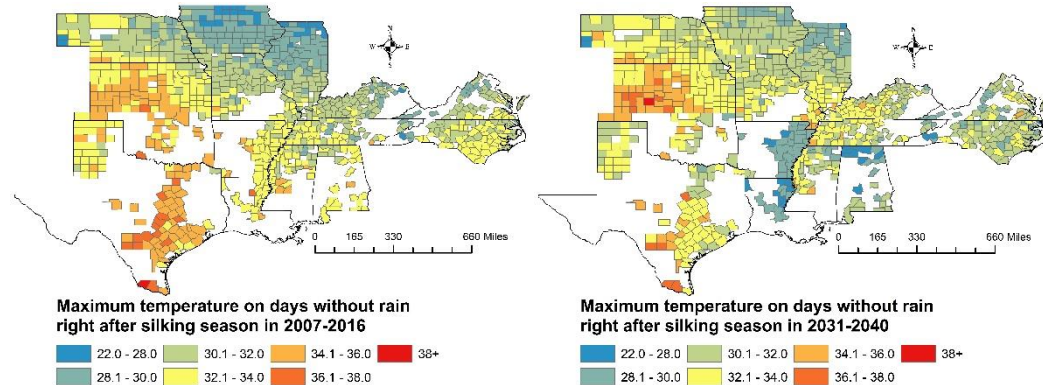 N
W E
S
N
W E
S
0 165 330 660 Miles
0 165 330 660 Miles
Maximum temperature on days without rain
right after silking season in 2007-2016
22.0 - 28.0 30.1 - 32.0 34.1 - 36.0 38+
28.1 - 30.0 32.1 - 34.0 36.1 - 38.0
Maximum temperature on days without rain
right after silking season in 2031-2040
22.0 - 28.0 30.1 - 32.0 34.1 - 36.0 38+
28.1 - 30.0 32.1 - 34.0 36.1 - 38.0